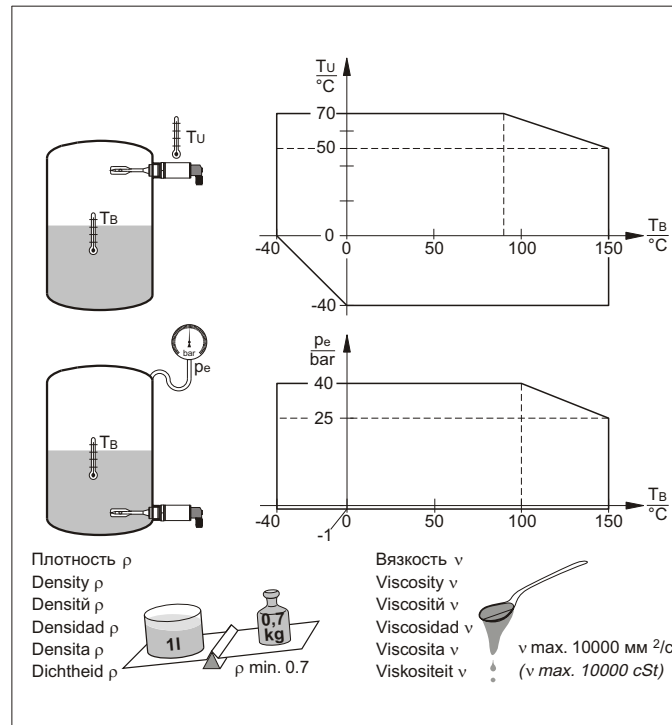 TU
°C
70
50
0
-40
0
50
100
150
TB
°C
-40
TU
TB
pe
bar
40
25
-40
0
50
100
150
TB
°C
-1
bar
pe
TB
Плотность ρ
Density ρ
Densitй ρ
Densidad ρ
Densita ρ
Dichtheid ρ
1l
0,7
kg
ρ min. 0.7
Вязкость ν
Viscosity ν
Viscositй ν
Viscosidad ν
Viscosita ν
Viskositeit ν
ν max. 10000 мм 2/с
(ν max. 10000 cSt)